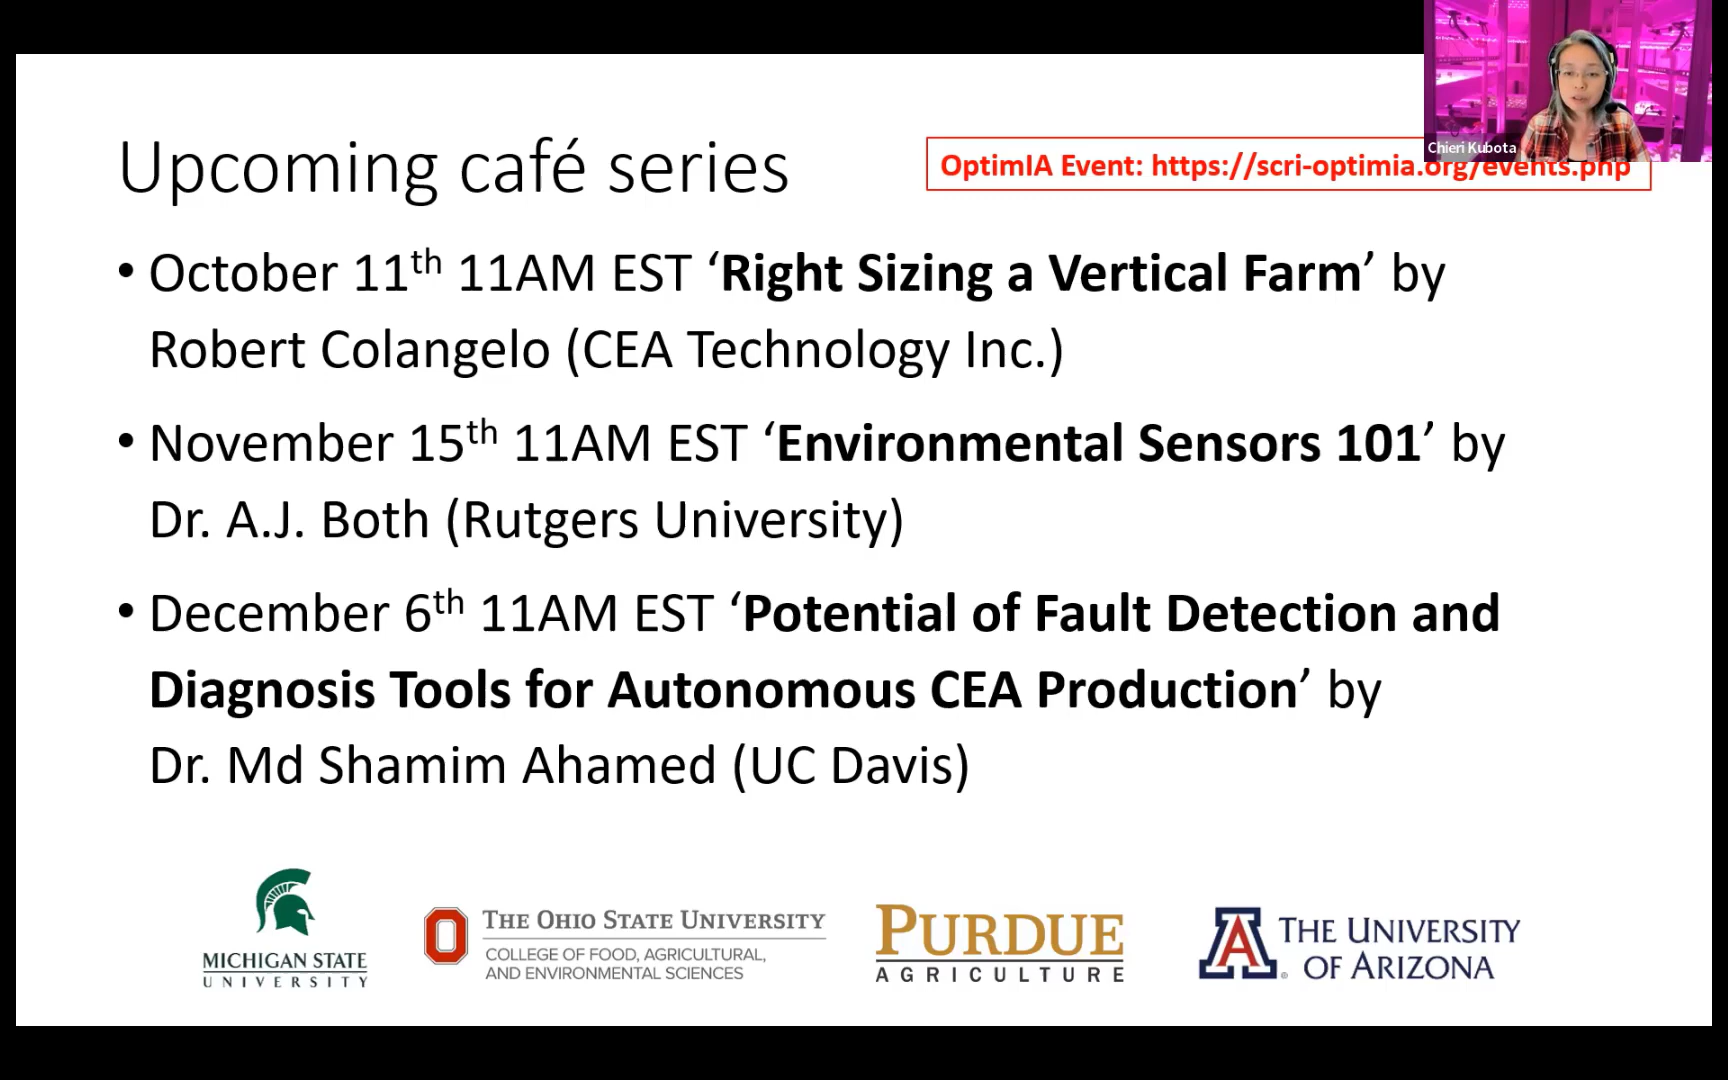 Chieri Kubota
Upcoming café series
OptimIA Event: https://scri-optimia.org/events.php
• October 11th 11AM EST ‘Right Sizing a Vertical Farm’ by
Robert Colangelo (CEA Technology Inc.)
• November 15th 11AM EST ‘Environmental Sensors 101’ by
Dr. A.J. Both (Rutgers University)
• December 6th 11AM EST ‘Potential of Fault Detection and
Diagnosis Tools for Autonomous CEA Production’ by
Dr. Md Shamim Ahamed (UC Davis)
MICHIGAN STATE
UNIVERSITY
THE OHIO STATE UNIVERSITY
COLLEGE OF FOOD, AGRICULTURAL,
AND ENVIRONMENTAL SCIENCES
PURDUE
AGRICULTURE
A
THE UNIVERSITY
OF ARIZONA